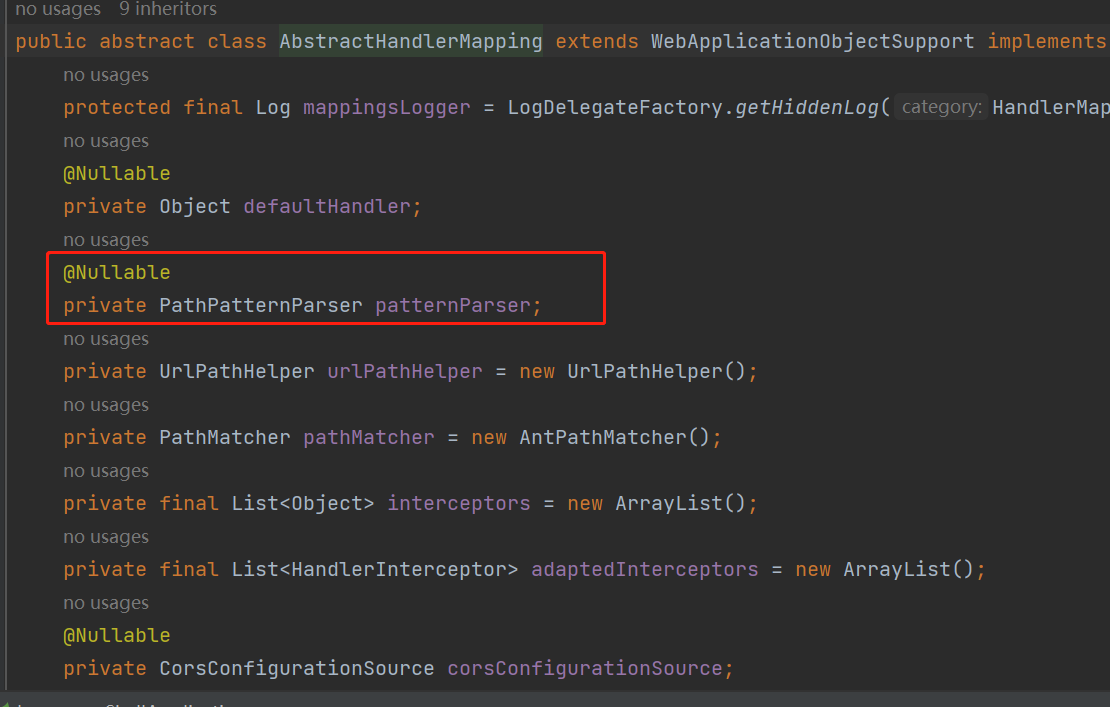 no usages   9 inheritors
public abstract class AbstractHandlerMapping extends WebApplicationObjectSupport implements
no usages
protected final Log mappingsLogger = LogDelegateFactory.getHiddenLog( category: HandlerMap
no usages
@Nullable
private Object defaultHandler;
no usages
@Nullable
private PathPatternParser patternParser;
no usages
private UrlPathHelper urlPathHelper = new UrlPathHelper();
no usages
private PathMatcher pathMatcher = new AntPathMatcher();
no usages
private final List<Object> interceptors = new ArrayList();
no usages
private final List<HandlerInterceptor> adaptedInterceptors = new ArrayList();
no usages
@Nullable
private CorsConfigurationSource corsConfigurationSource;